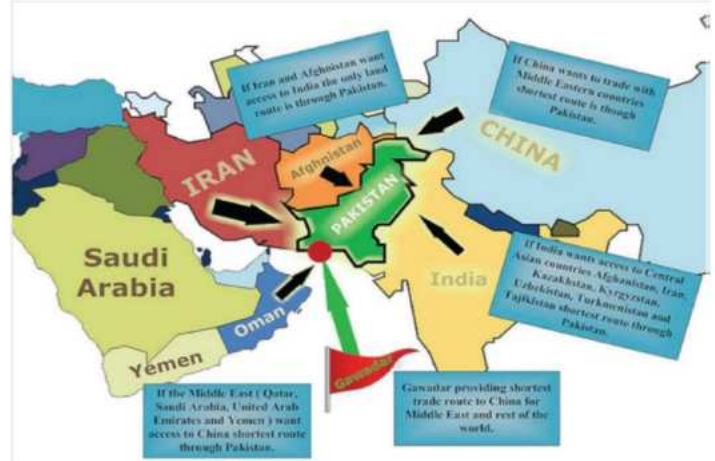 If Iran and Afghnistan want
access to India the only land
route is through Pakistan.
If China wants to trade with
Middle Eastern countries
shortest route is though
Pakistan.
CHINA
IRAN
Afghnistan
PAKISTAN
Saudi
Arabia
India
If India wants access to Central
Asian countries Afghanistan, Iran,
Kazakhstan, Kyrgyzstan,
Uzbekistan, Turkmenistan and
Tajikistan shortest route through
Pakistan.
Oman
Yemen
Gawadar
If the Middle East ( Qatar,
Saudi Arabia, United Arab
Emirates and Yemen ) want
access to China shortest route
through Pakistan.
Gawadar providing shortest
trade route to China for
Middle East and rest of the
world.